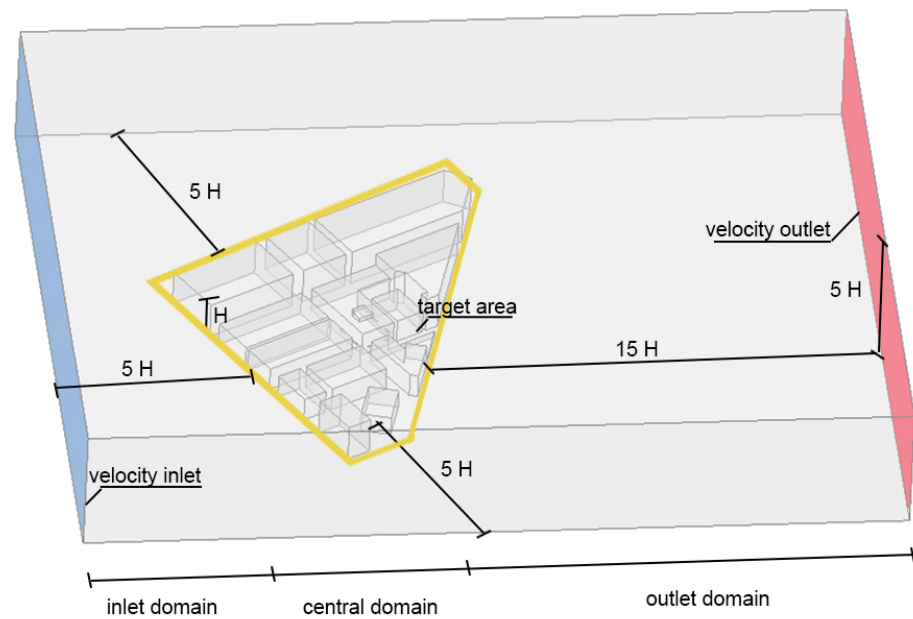 5 H
velocity outlet
5 H
H
target area
15 H
5 H
5 H
velocity inlet
inlet domain
central domain
outlet domain